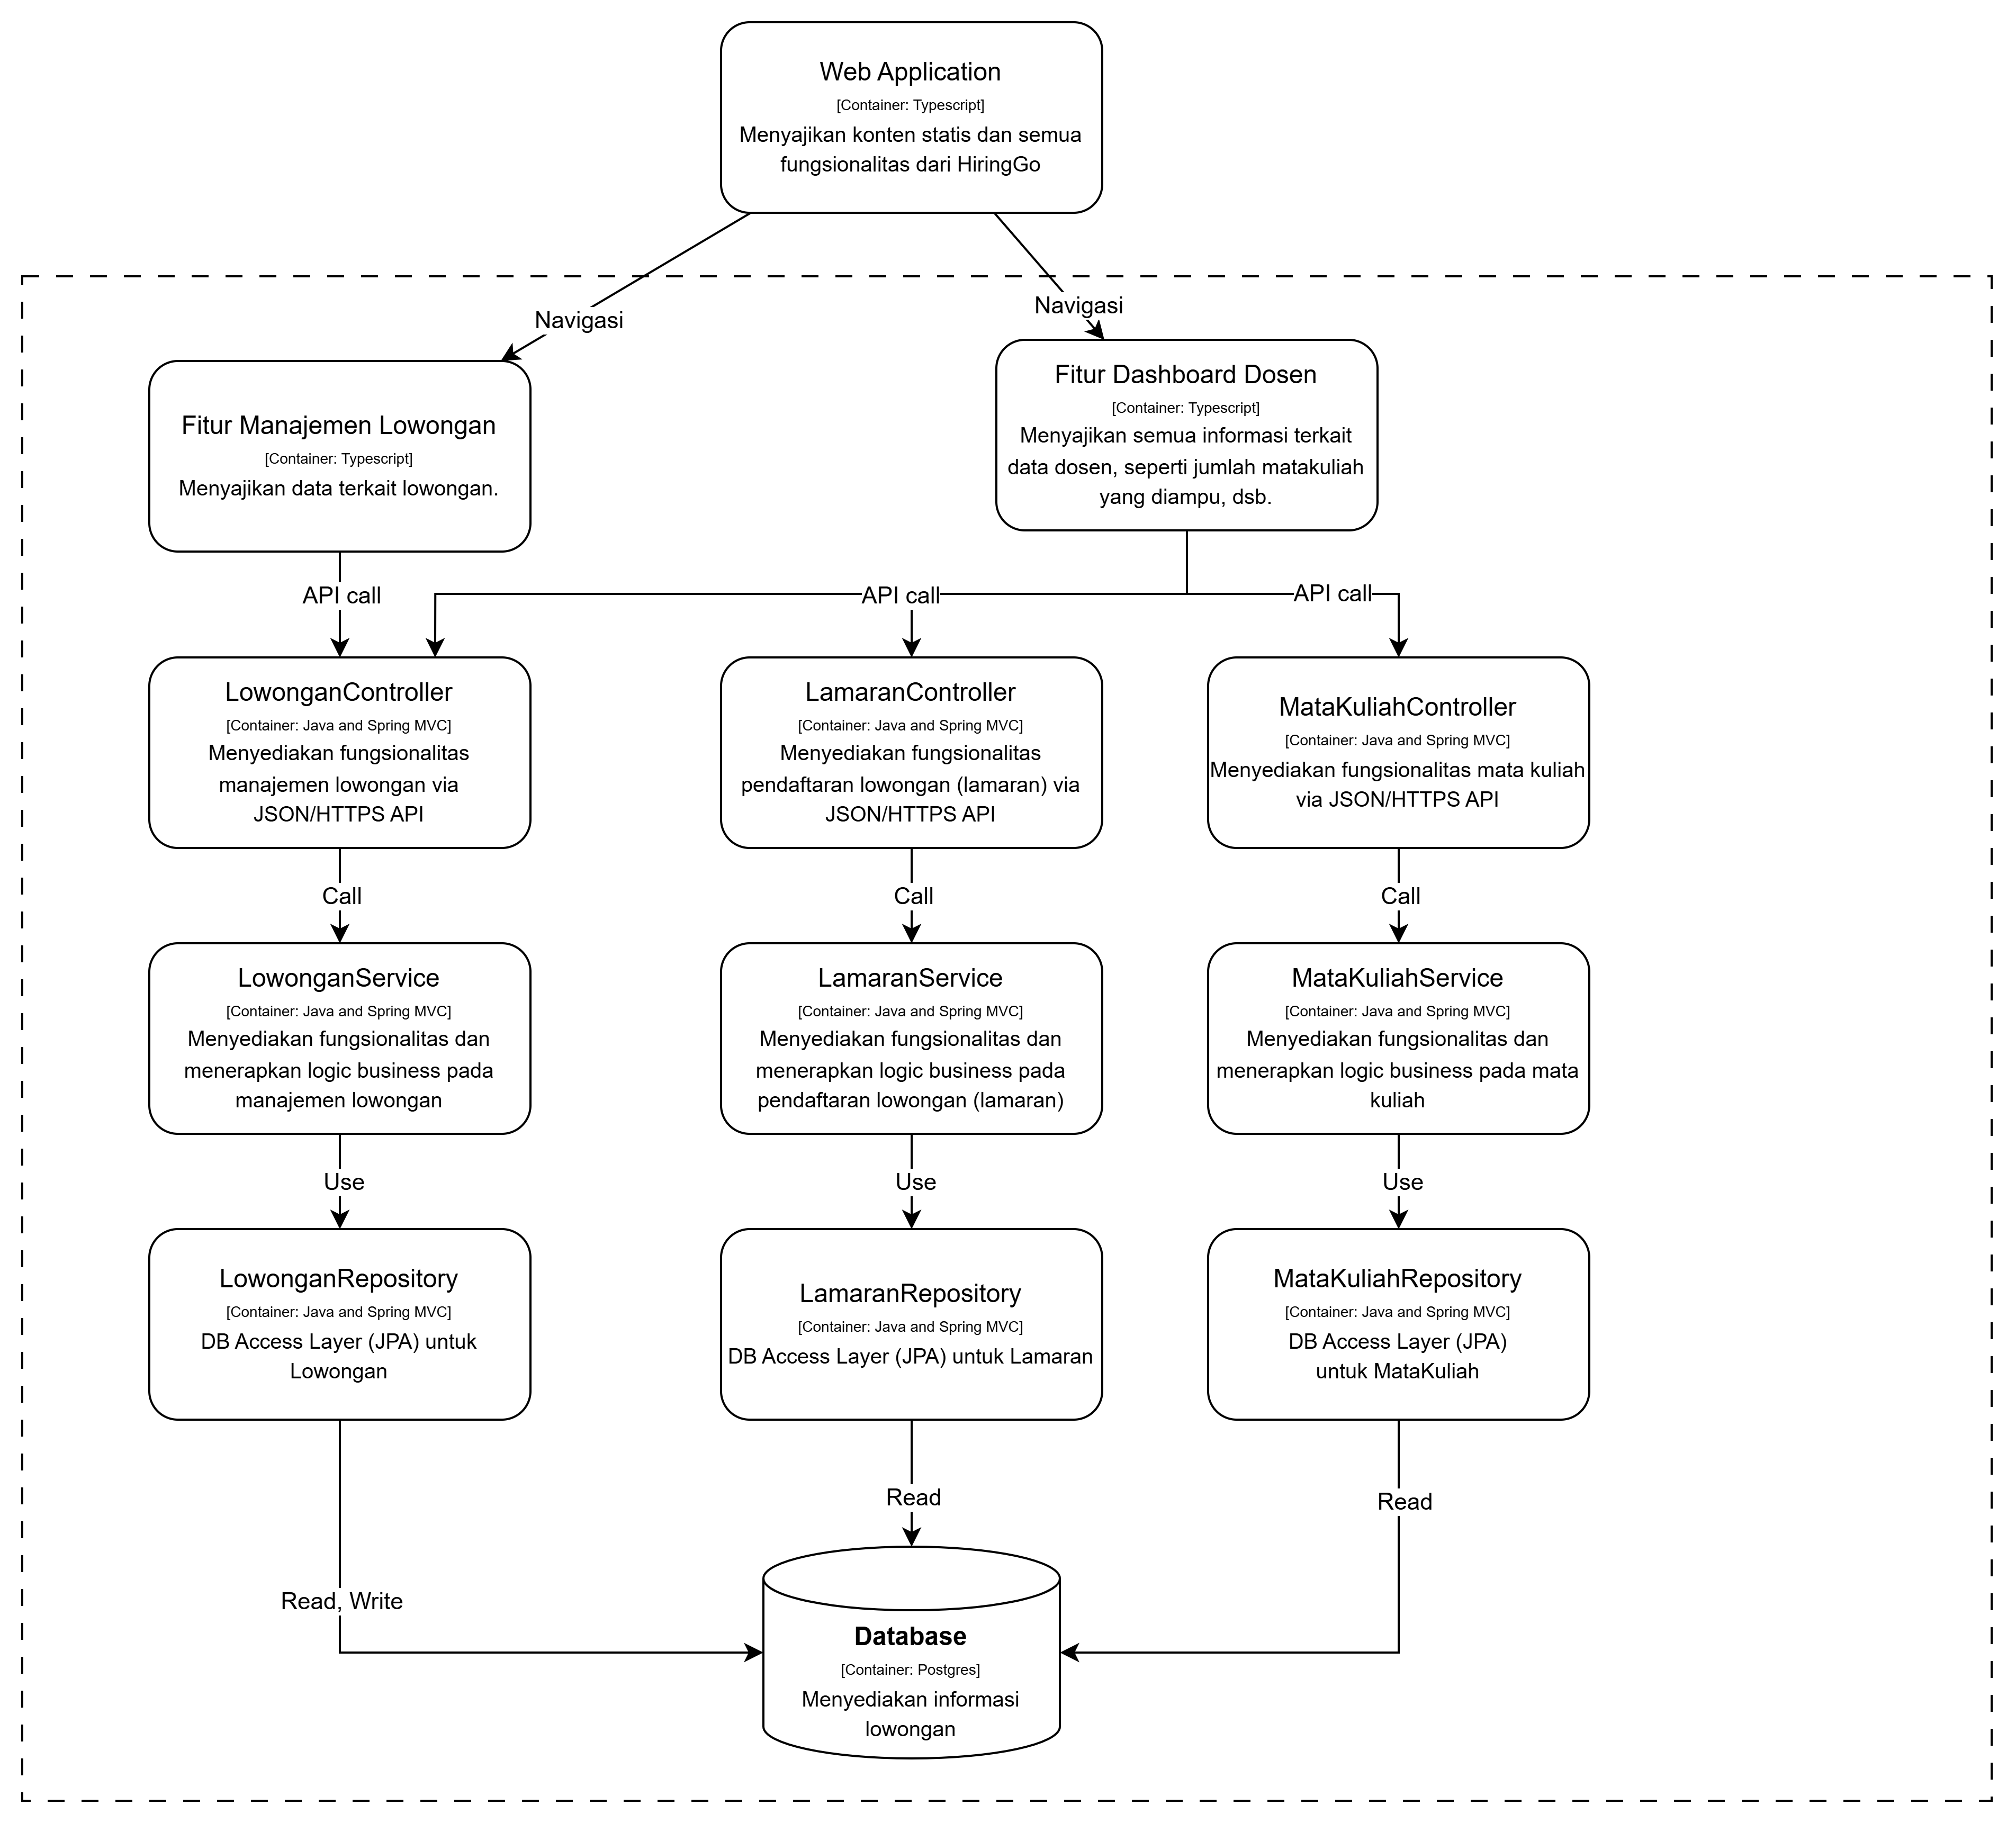 Web Application
[Container: Typescript]
Menyajikan konten statis dan semua
fungsionalitas dari HiringGo
Navigasi
Navigasi
Fitur Manajemen Lowongan
[Container: Typescript]
Menyajikan data terkait lowongan.
Fitur Dashboard Dosen
[Container: Typescript]
Menyajikan semua informasi terkait
data dosen, seperti jumlah matakuliah
yang diampu, dsb.
API call
API call
API call
LowonganController
[Container: Java and Spring MVC]
Menyediakan fungsionalitas
manajemen lowongan via
JSON/HTTPS API
LamaranController
[Container: Java and Spring MVC]
Menyediakan fungsionalitas
pendaftaran lowongan (lamaran) via
JSON/HTTPS API
MataKuliahController
[Container: Java and Spring MVC]
Menyediakan fungsionalitas mata kuliah
via JSON/HTTPS API
Call
Call
Call
LowonganService
[Container: Java and Spring MVC]
Menyediakan fungsionalitas dan
menerapkan logic business pada
manajemen lowongan
LamaranService
[Container: Java and Spring MVC]
Menyediakan fungsionalitas dan
menerapkan logic business pada
pendaftaran lowongan (lamaran)
MataKuliahService
[Container: Java and Spring MVC]
Menyediakan fungsionalitas dan
menerapkan logic business pada mata
kuliah
Use
Use
Use
LowonganRepository
[Container: Java and Spring MVC]
DB Access Layer (JPA) untuk
Lowongan
LamaranRepository
[Container: Java and Spring MVC]
DB Access Layer (JPA) untuk Lamaran
MataKuliahRepository
[Container: Java and Spring MVC]
DB Access Layer (JPA)
untuk MataKuliah
Read
Read
Read, Write
Database
[Container: Postgres]
Menyediakan informasi
lowongan